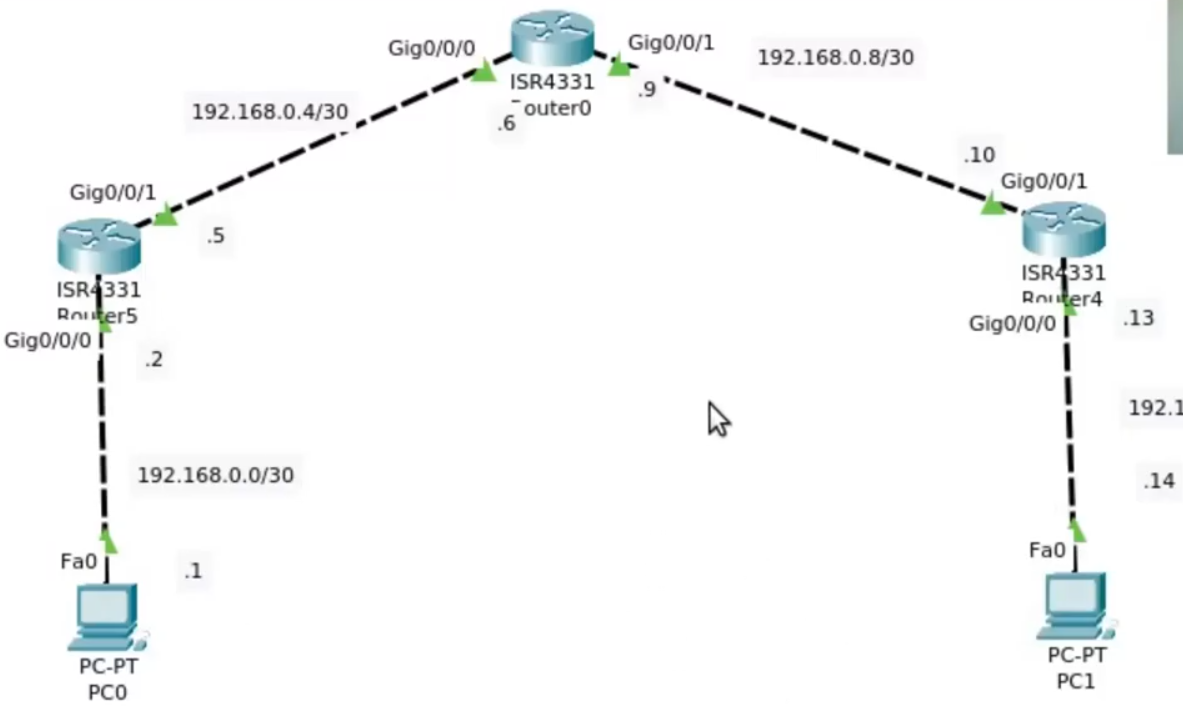 Gig0/0/0
Gig0/0/1
192.168.0.8/30
ISR4331
outer0
.9
192.168.0.4/30
.6
.10
Gig0/0/1
Gig0/0/1
.5
ISR4331
Router5
ISR4331
Router4
Gig0/0/0
.2
Gig0/0/0
.13
192.1
192.168.0.0/30
.14
Fa0
.1
Fa0
PC-PT
PC0
PC-PT
PC1